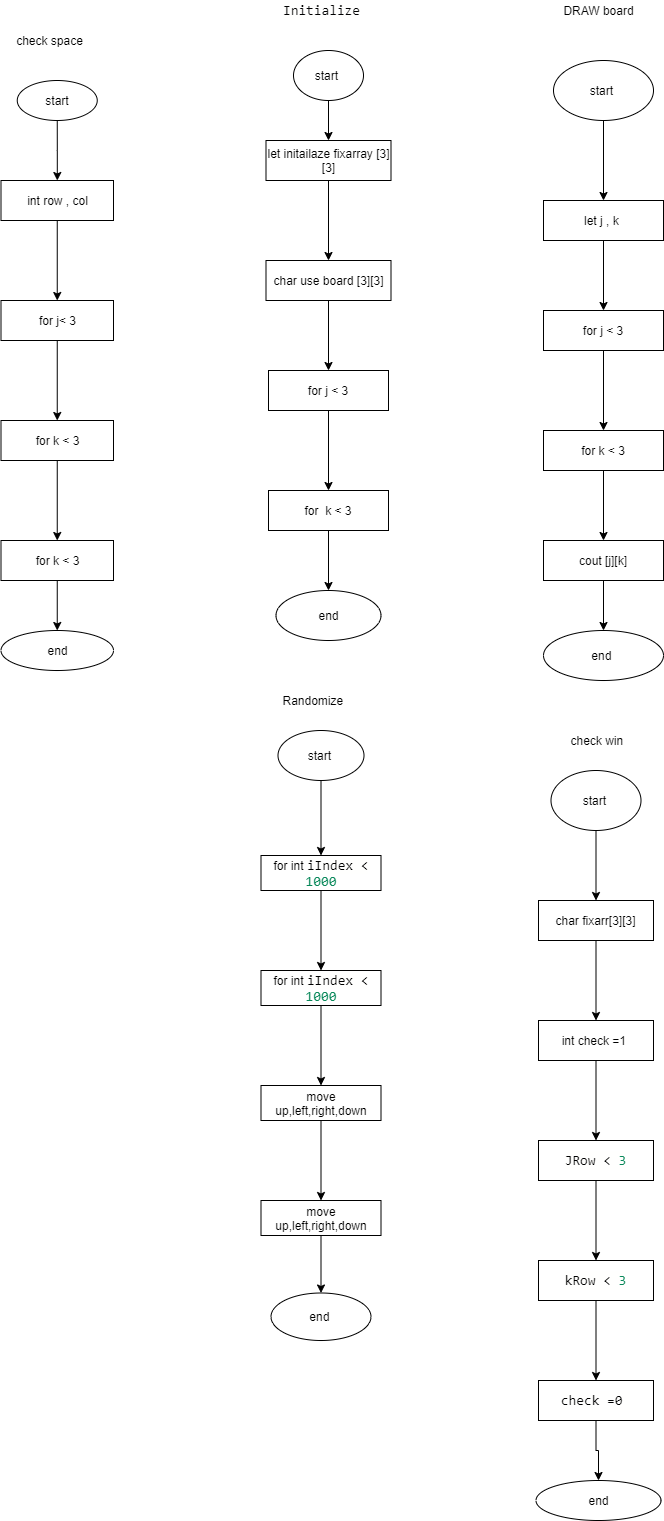 check space
start
int row , col
for j< 3
for k < 3
for k < 3
end
Initialize
start
let initailaze fixarray [3]
[3]
char use board [3][3]
for j < 3
for  k < 3
end
DRAW board
start
let j , k
for j < 3
for k < 3
cout [j][k]
end
Randomize
start
for int iIndex <
1000
for int iIndex <
1000
move
up,left,right,down
move
up,left,right,down
end
check win
start
char fixarr[3][3]
int check =1
JRow < 3
kRow < 3
check =0
end